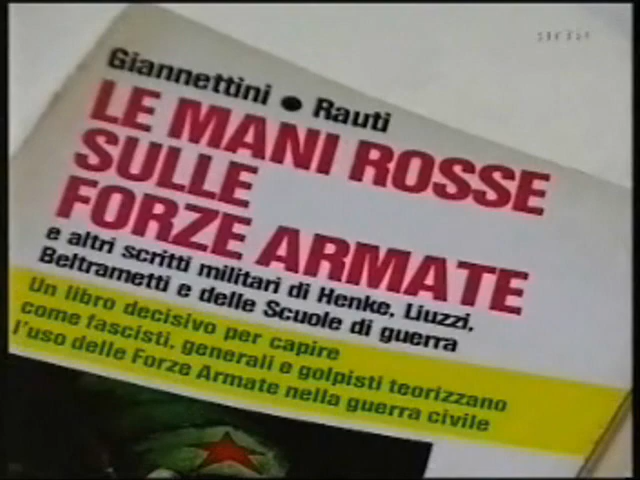 Giannettini • Rauti
LE MANI ROSSE
SULLE
FORZE ARMATE
e altri scritti militari di Henke, Liuzzi,
Beltrametti e delle Scuole di guerra
Un libro decisivo per capire
come fascisti, generali e golpisti teorizzano
l'uso delle Forze Armate nella guerra civile